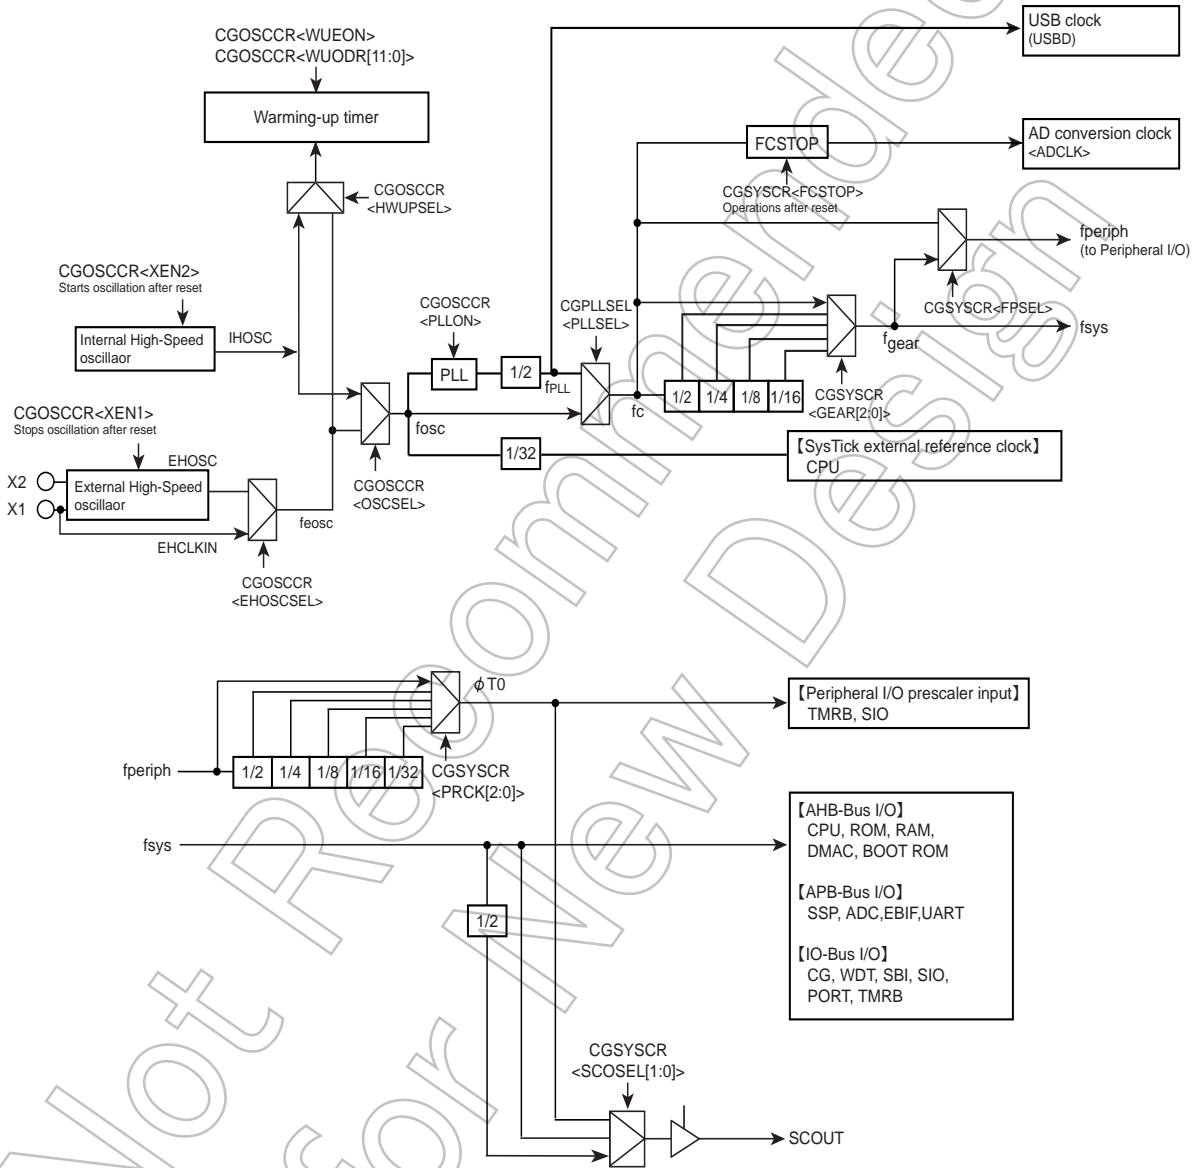 USB clock
(USBD)
CGOSCCR<WUEON>
CGOSCCR<WUODR[11:0]>
Warming-up timer
FCSTOP
AD conversion clock
<ADCLK>
CGOSCCR
<HWUPSEL>
CGSYSCR<FCSTOP>
Operations after reset
fperiph
(to Peripheral I/O)
CGOSCCR<XEN2>
Starts oscillation after reset
CGOSCCR
<PLLON>
CGPLLSEL
<PLLSEL>
CGSYSCR<FPSEL>
Internal High-Speed
oscillaor
IHOSC
fsys
fgear
PLL
1/2
fPLL
fc
1/2
1/4
1/8
1/16
CGSYSCR
<GEAR[2:0]>
CGOSCCR<XEN1>
Stops oscillation after reset
fosc
1/32
【SysTick external reference clock】
CPU
X2
X1
EHOSC
External High-Speed
oscillaor
CGOSCCR
<OSCSEL>
feosc
EHCLKIN
CGOSCCR
<EHOSCSEL>
ϕT0
【Peripheral I/O prescaler input】
TMRB, SIO
fperiph
1/2
1/4
1/8
1/16
1/32
CGSYSCR
<PRCK[2:0]>
fsys
【AHB-Bus I/O】
CPU, ROM, RAM,
DMAC, BOOT ROM
【APB-Bus I/O】
SSP, ADC,EBIF,UART
【IO-Bus I/O】
CG, WDT, SBI, SIO,
PORT, TMRB
1/2
CGSYSCR
<SCOSEL[1:0]>
SCOUT
Not Recommended
for New Design